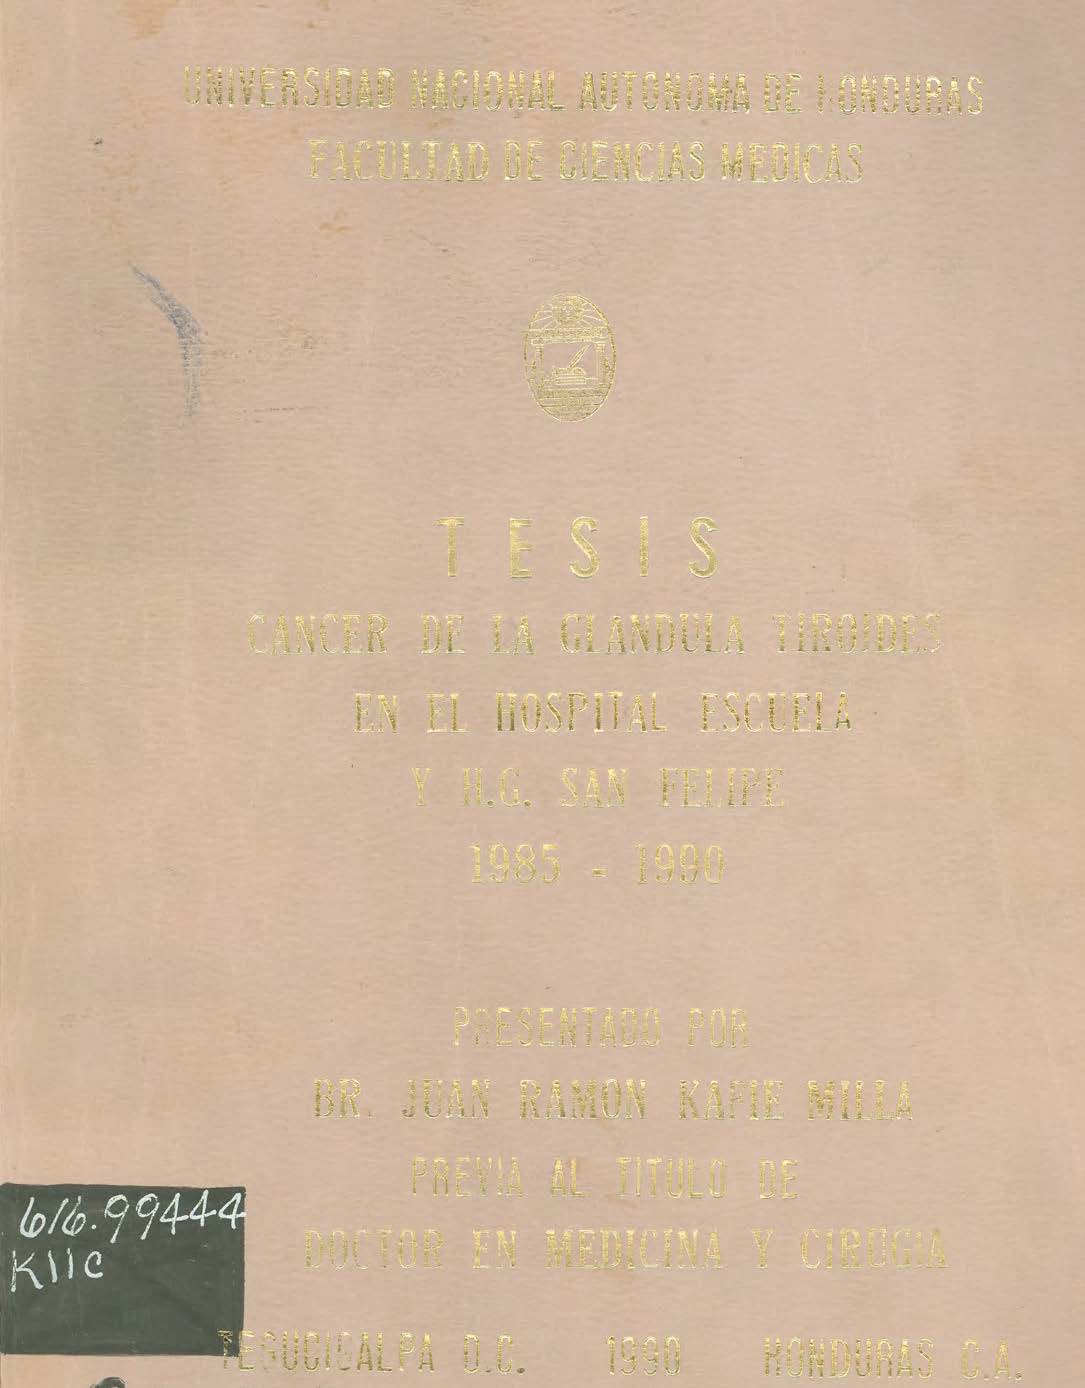 UNIVERSIDAD NACIONAL AUTONOMA DE HONDURAS
FACULTAD DE CIENCIAS MEDICAS
TESIS
CANCER DE LA GLANDULA TIROIDES
EN EL HOSPITAL ESCUELA
Y H.G. SAN FELIPE
1985 - 1990
PRESENTADO POR
BR. JUAN RAMON KAFIE MILLA
PREVIA AL TITULO DE
DOCTOR EN MEDICINA Y CIRUGIA
616.99444
K11C
TEGUCIGALPA D.C. 1990 HONDURAS C.A.